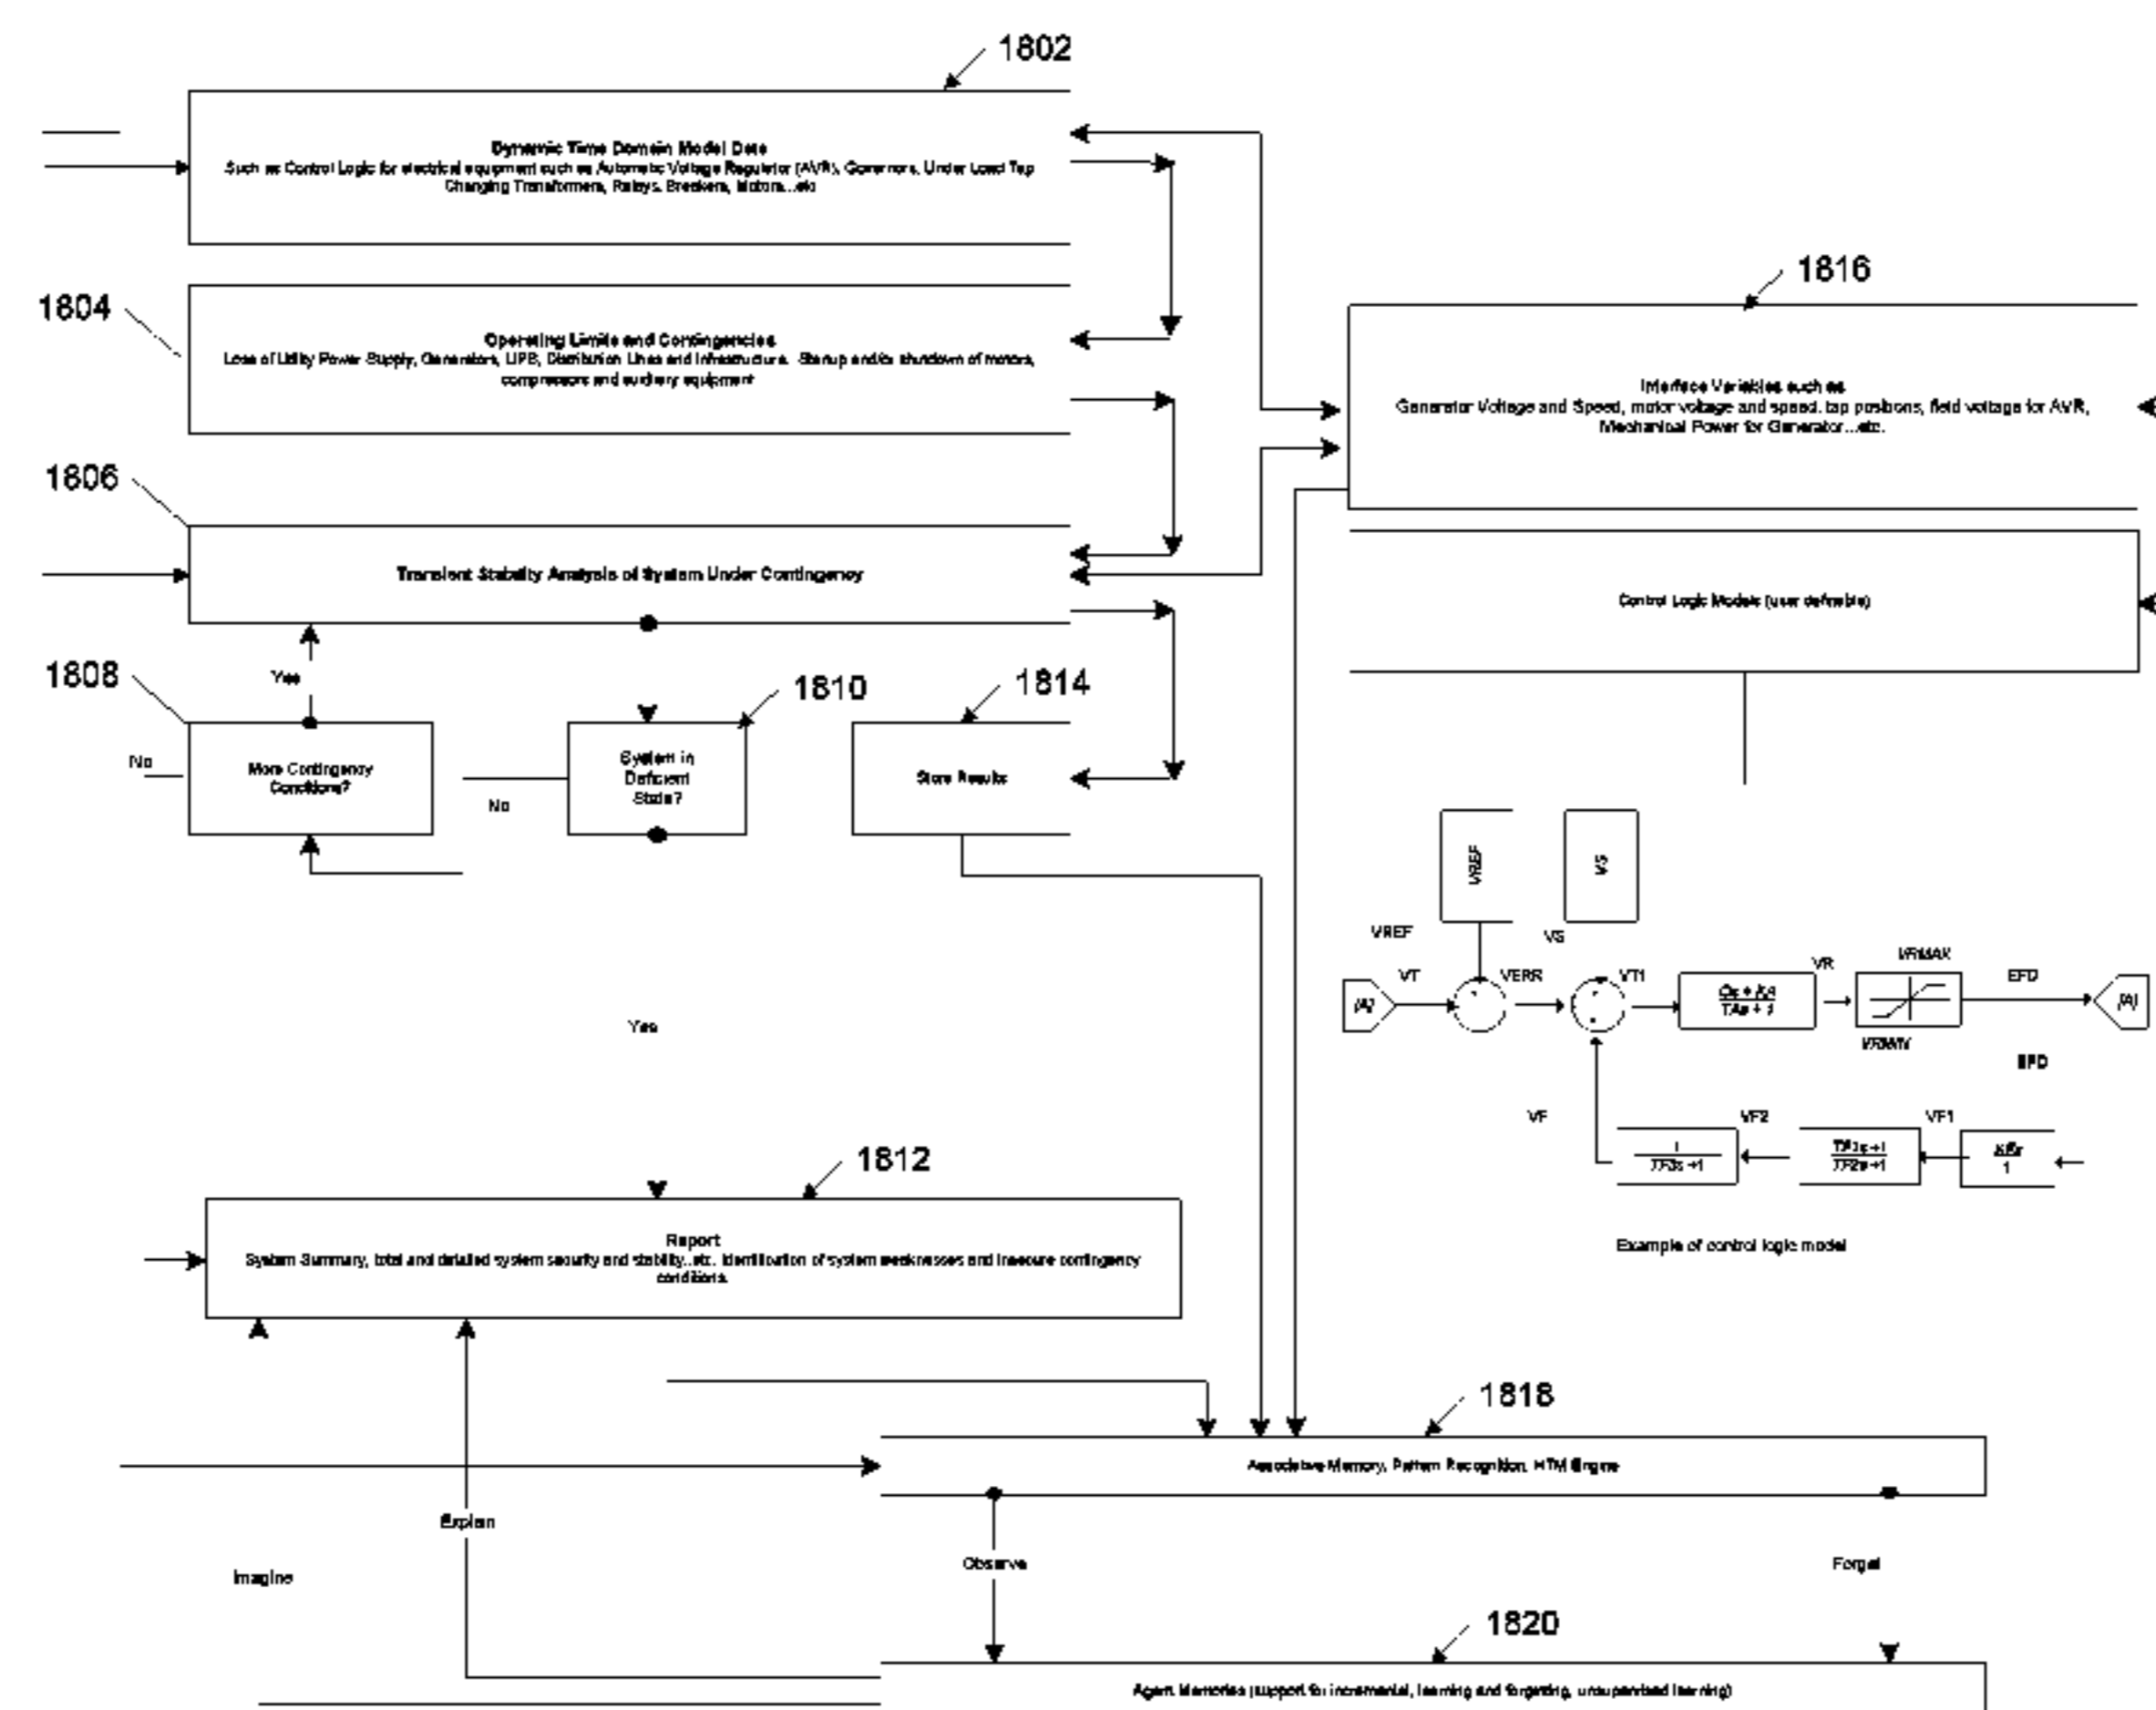 1802
Dynamic Time Domain Model Data
Such as Control Logic for electrical equipment such as Automatic Voltage Regulator (AVR), Governors, Under Load Tap
Changing Transformers, Relays, Breakers, Motors...etc
1804
Operating Limits and Contingencies
Loss of Utility Power Supply, Generators, UPS, Distribution Lines and Infrastructure. Startup and/or shutdown of motors,
compressors and auxiliary equipment
1816
Interface Variables such as
Generator Voltage and Speed, motor voltage and speed, tap positions, field voltage for AVR,
Mechanical Power for Generator...etc.
1806
Transient Stability Analysis of System Under Contingency
Control Logic Models (user definable)
1808
Yes
1810
1814
No
More Contingency
Conditions?
No
System in
Deficient
State?
Store Results
VREF
VS
VREF
VS
VT
VERR
VT1
VR
VRMAX
EFD
TAs + 1
VRMIN
EFD
Yes
VF
VF2
VF1
1
TF3s +1
TF2s +1
1
Example of control logic model
1812
Report
System Summary, total and detailed system security and stability..etc. Identification of system weaknesses and insecure contingency
conditions.
1818
Associative Memory, Pattern Recognition, HTM Engine
Explain
Imagine
Observe
Forget
1820
Agent Memories (support for incremental, learning and forgetting, unsupervised learning)